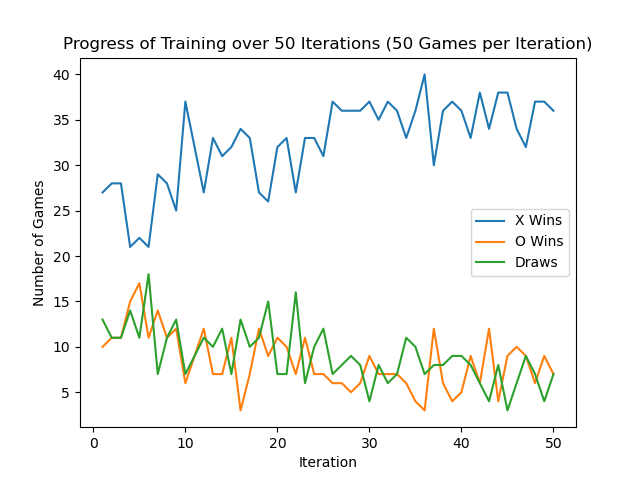 Progress of Training over 50 Iterations (50 Games per Iteration)
40
35
30
25
20
15
10
5
Number of Games
X Wins
O Wins
Draws
0 10 20 30 40 50
Iteration